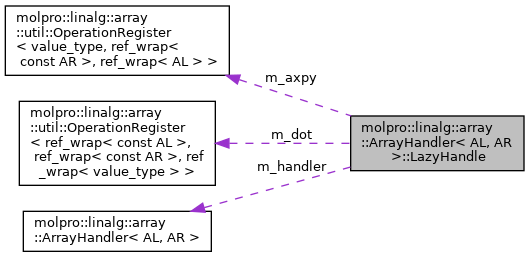 molpro::linalg::array
::util::OperationRegister
< value_type, ref_wrap<
const AR >, ref_wrap< AL > >
m_axpy
molpro::linalg::array
::util::OperationRegister
< ref_wrap< const AL >,
ref_wrap< const AR >, ref
_wrap< value_type > >
m_dot
molpro::linalg::array
::ArrayHandler< AL, AR
>::LazyHandle
m_handler
molpro::linalg::array
::ArrayHandler< AL, AR >